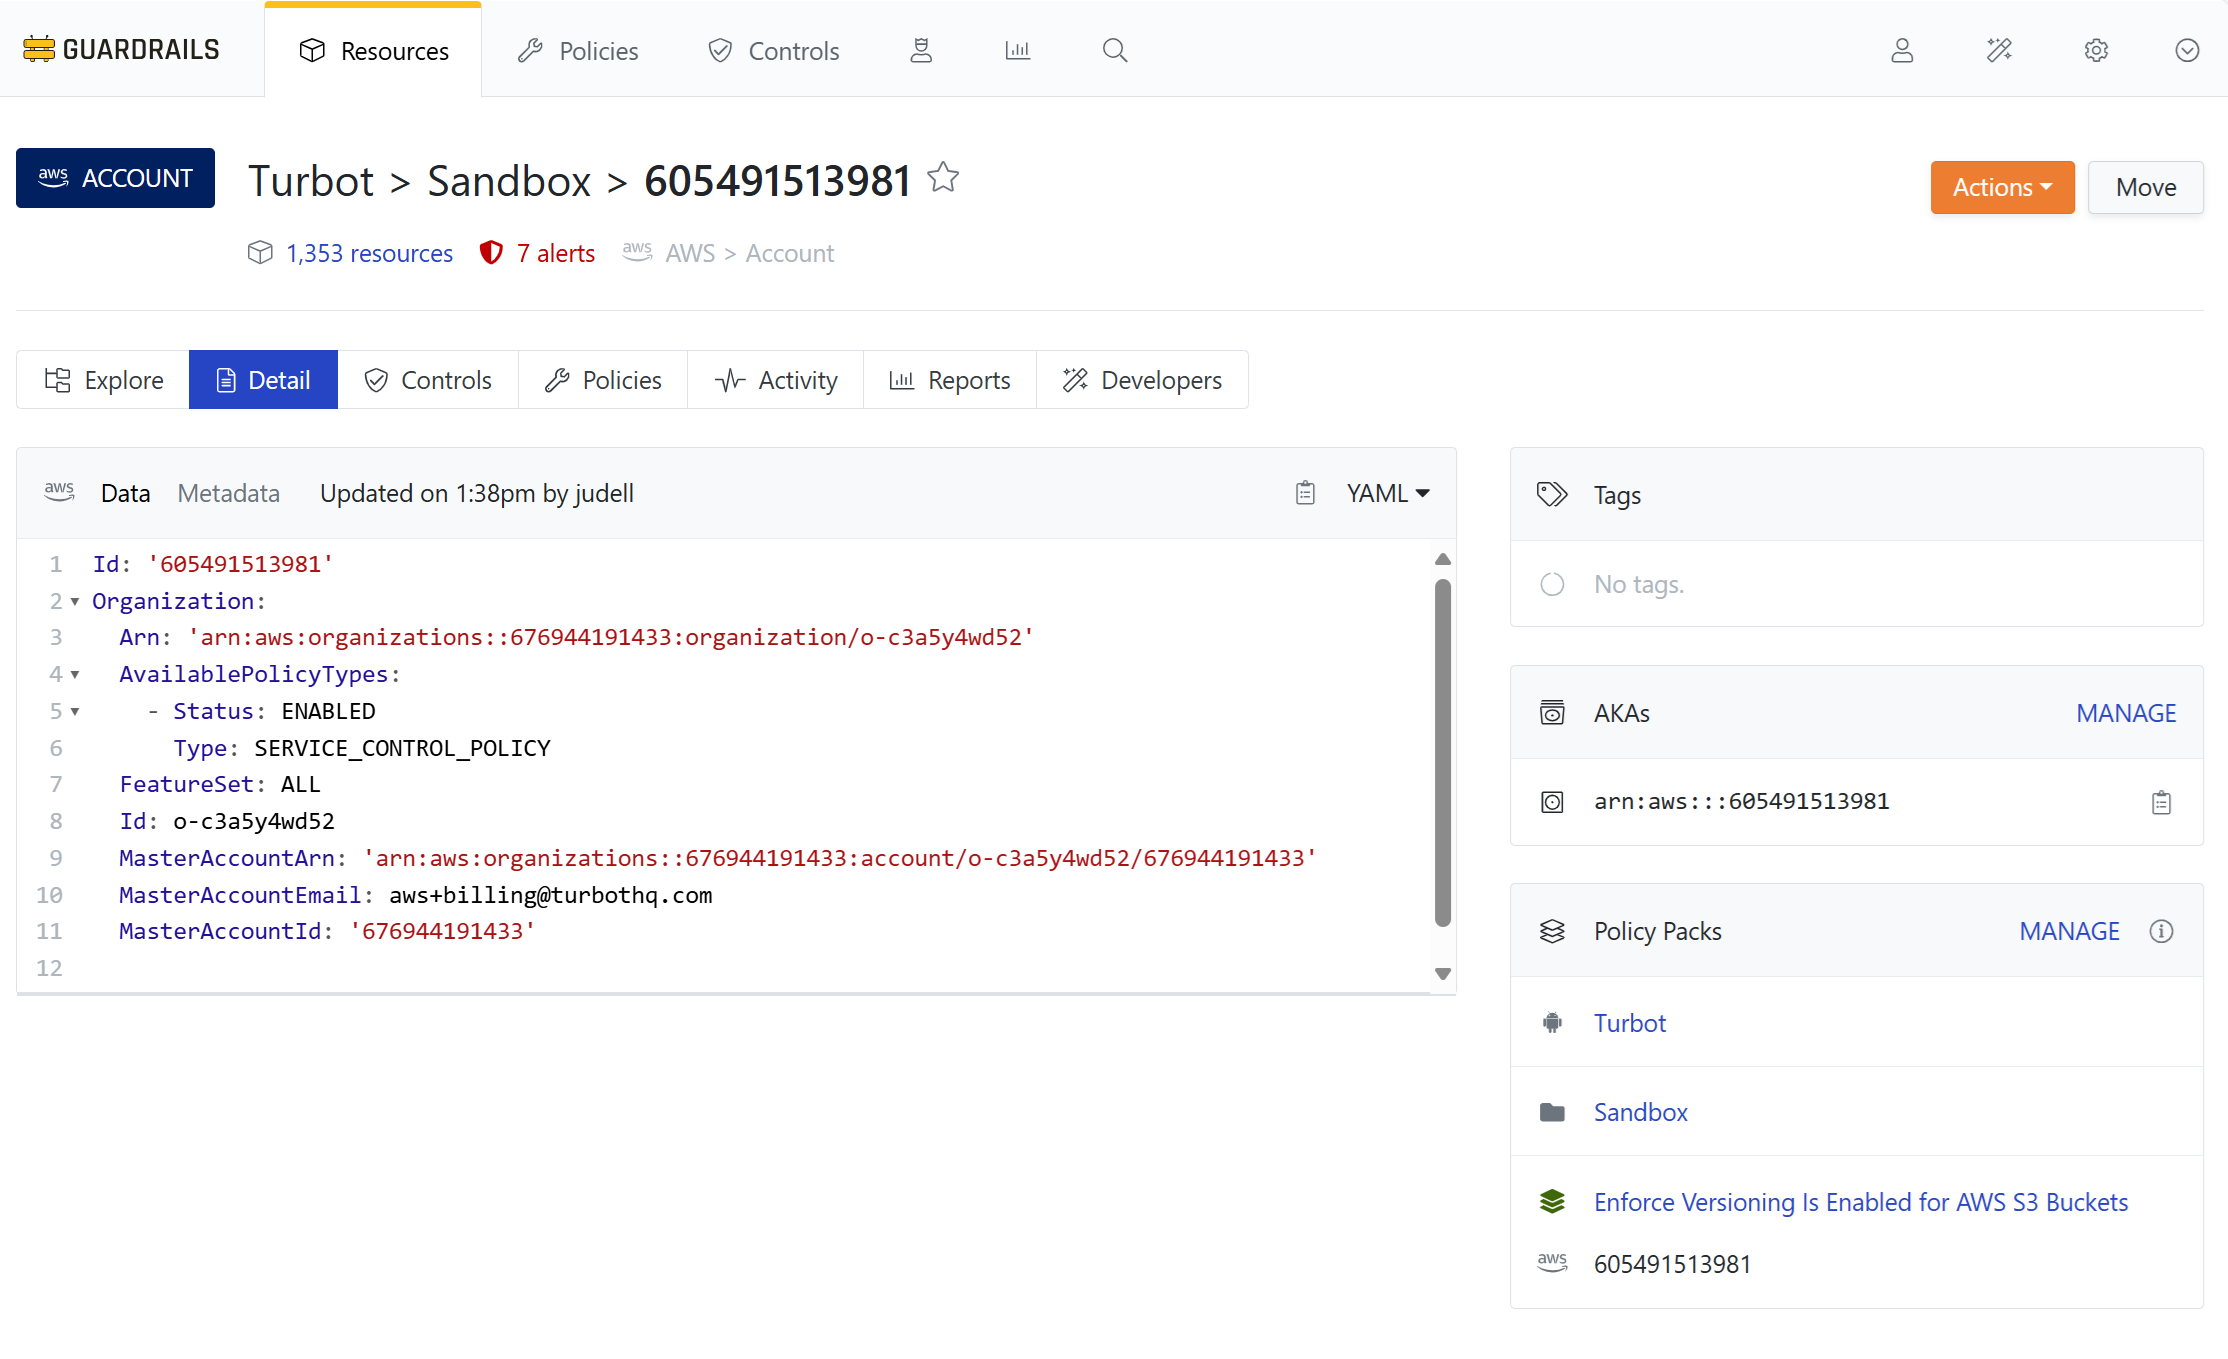 GUARDRAILS
Resources
Policies
Controls
aws ACCOUNT
Turbot > Sandbox > 605491513981
Actions
Move
1,353 resources
7 alerts
aws AWS > Account
Explore
Detail
Controls
Policies
Activity
Reports
Developers
aws Data Metadata Updated on 1:38pm by judell YAML
1 Id: '605491513981'
2 Organization:
3 Arn: 'arn:aws:organizations::676944191433:organization/o-c3a5y4wd52'
4 AvailablePolicyTypes:
5 - Status: ENABLED
6 Type: SERVICE_CONTROL_POLICY
7 FeatureSet: ALL
8 Id: o-c3a5y4wd52
9 MasterAccountArn: 'arn:aws:organizations::676944191433:account/o-c3a5y4wd52/676944191433'
10 MasterAccountEmail: aws+billing@turbothq.com
11 MasterAccountId: '676944191433'
12
Tags
No tags.
AKAs MANAGE
arn:aws:::605491513981
Policy Packs MANAGE
Turbot
Sandbox
Enforce Versioning Is Enabled for AWS S3 Buckets
aws 605491513981